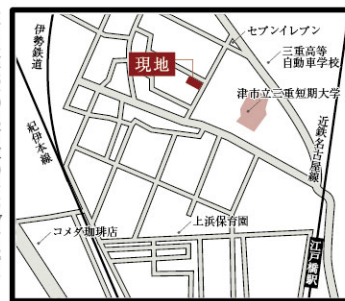 伊勢鉄道
セブンイレブン
三重高等
自動車学校
現地
津市立三重短期大学
紀伊本線
近鉄名古屋線
上浜保育園
コメダ珈琲店
江戸橋駅